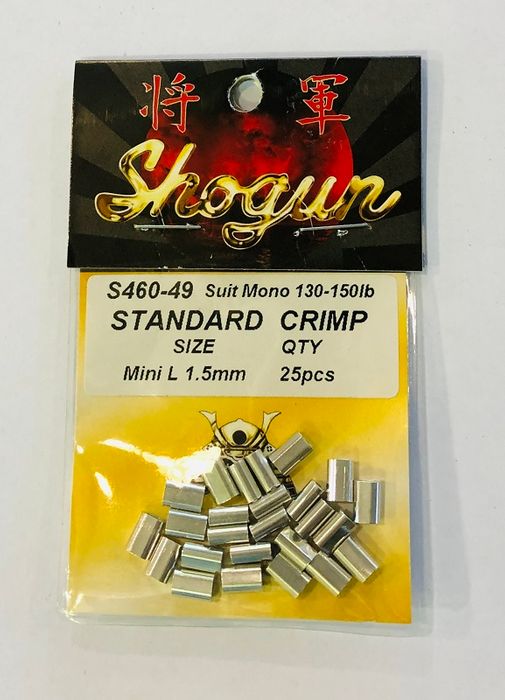 将 軍
Shogun
S460-49 Suit Mono 130-150lb
STANDARD CRIMP
SIZE QTY
Mini L 1.5mm 25pcs